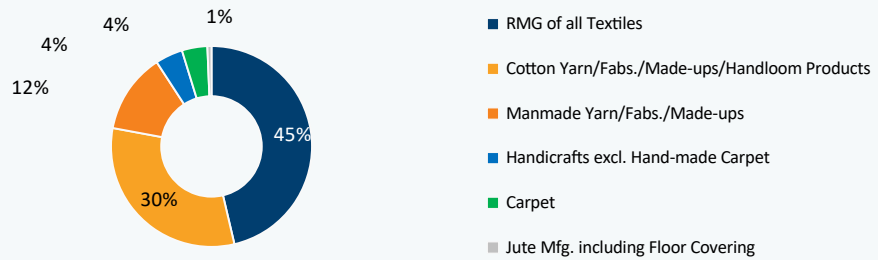 1%
4%
4%
12%
45%
30%
RMG of all Textiles
Cotton Yarn/Fabs./Made-ups/Handloom Products
Manmade Yarn/Fabs./Made-ups
Handicrafts excl. Hand-made Carpet
Carpet
Jute Mfg. including Floor Covering